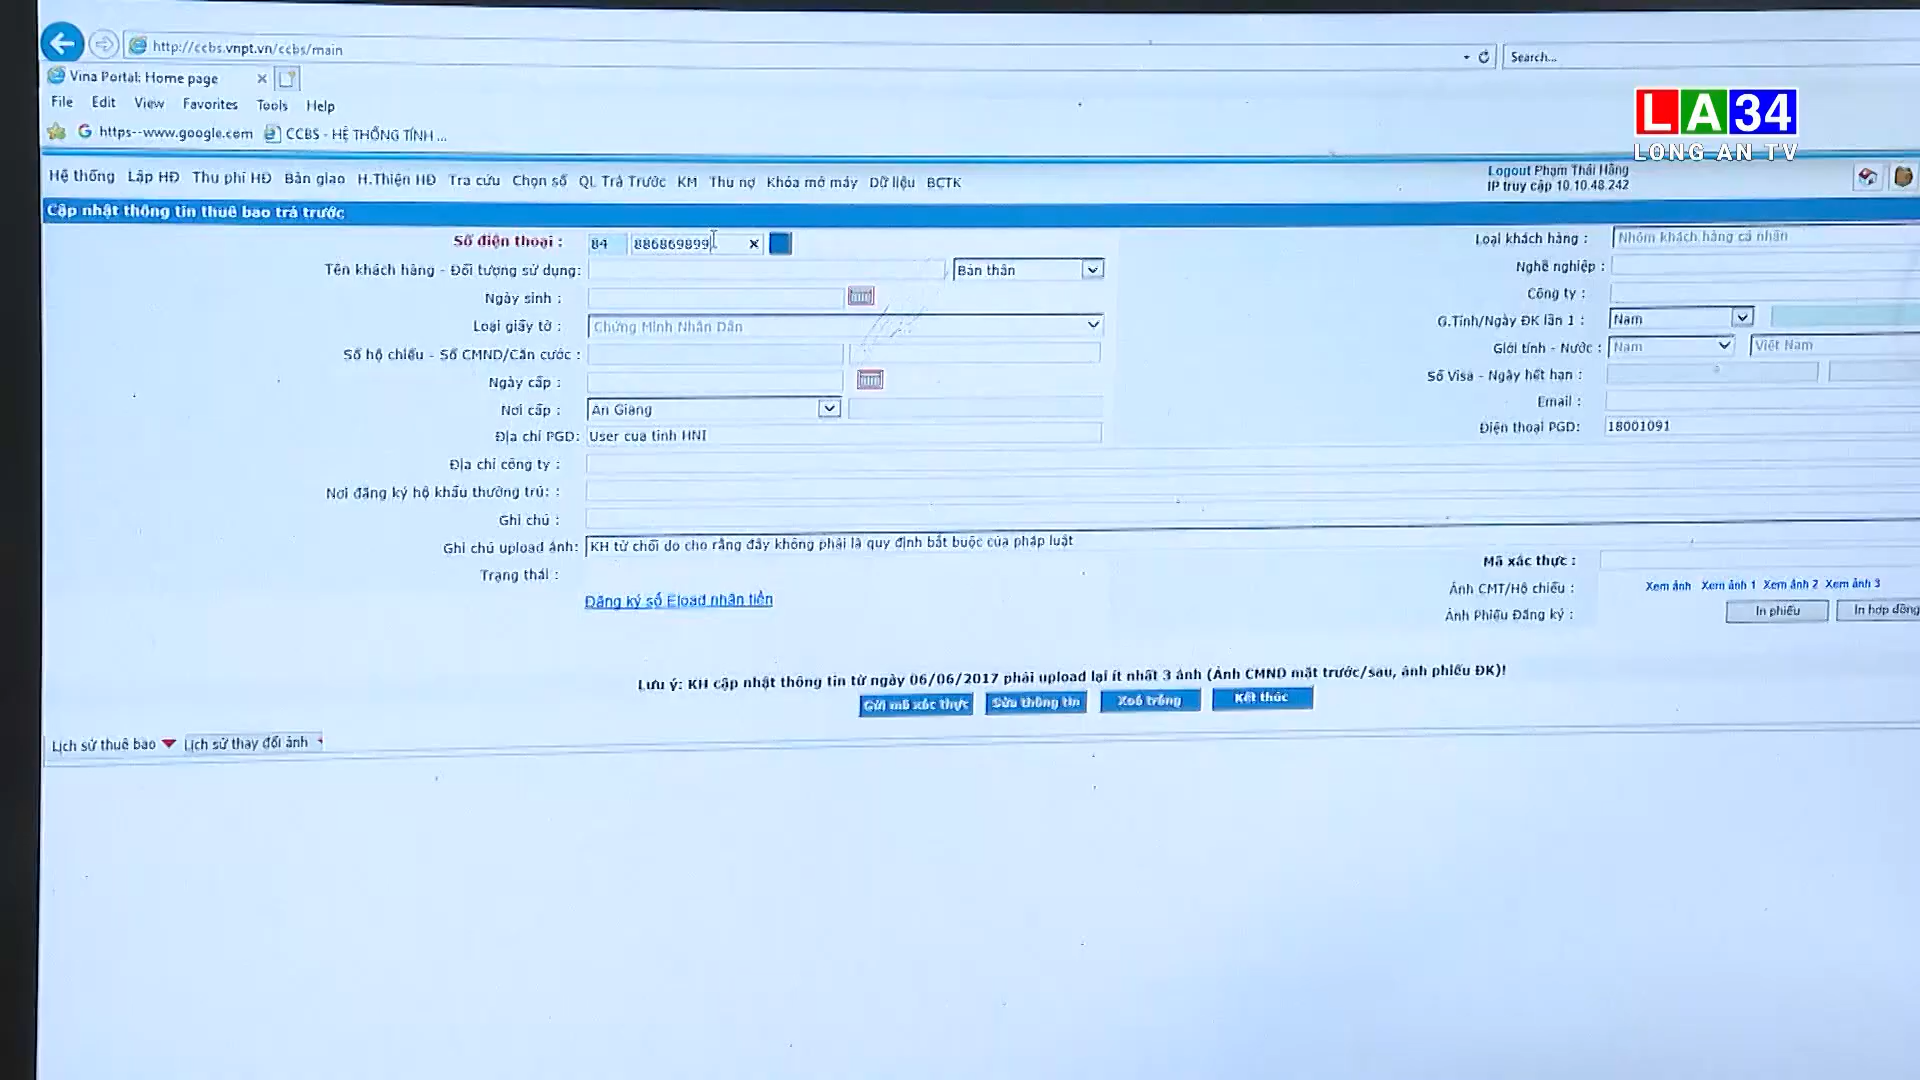 http://ccbs.vnpt.vn/ccbs/main
Search...
Vina Portal: Home page
File Edit View Favorites Tools Help
https--www.google.com CCBS - HỆ THỐNG TÍNH ...
LA34
LONG AN TV
Hệ thống Lập HĐ Thu phí HĐ Bàn giao H.Thiện HĐ Tra cứu Chọn số QL Trả Trước KM Thu nợ Khóa mở máy Dữ liệu BCTK
Logout Phạm Thái Hằng
IP truy cập 10.10.48.242
Cập nhật thông tin thuê bao trả trước
Số điện thoại : 84 886869899
Loại khách hàng : Nhóm khách hàng cá nhân
Tên khách hàng - Đối tượng sử dụng: Bản thân
Nghề nghiệp :
Ngày sinh :
Công ty :
Loại giấy tờ : Chứng Minh Nhân Dân
G.Tính/Ngày ĐK lần 1 : Nam
Số hộ chiếu - Số CMND/Căn cước :
Giới tính - Nước : Nam Việt Nam
Ngày cấp :
Số Visa - Ngày hết hạn :
Nơi cấp : An Giang
Email :
Địa chỉ PGD: User cua tinh HNI
Điện thoại PGD: 18001091
Địa chỉ công ty :
Nơi đăng ký hộ khẩu thường trú: :
Ghi chú :
Ghi chú upload ảnh: KH từ chối do cho rằng đây không phải là quy định bắt buộc của pháp luật
Mã xác thực :
Trạng thái :
Ảnh CMT/Hộ chiếu : Xem ảnh Xem ảnh 1 Xem ảnh 2 Xem ảnh 3
Đăng ký số Eload nhân tiền
Ảnh Phiếu Đăng ký : In phiếu In hợp đồng
Lưu ý: KH cập nhật thông tin từ ngày 06/06/2017 phải upload lại ít nhất 3 ảnh (Ảnh CMND mặt trước/sau, ảnh phiếu ĐK)!
Gửi mã xác thực Sửa thông tin Xoá trống Kết thúc
Lịch sử thuê bao Lịch sử thay đổi ảnh